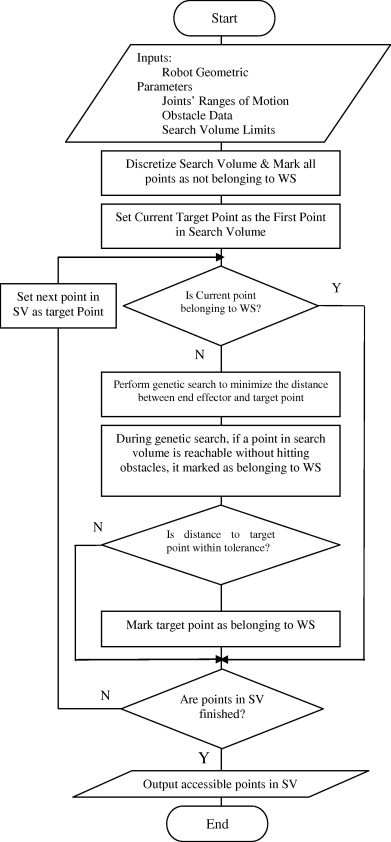 Start
Inputs:
Robot Geometric
Parameters
Joints' Ranges of Motion
Obstacle Data
Search Volume Limits
Discretize Search Volume & Mark all
points as not belonging to WS
Set Current Target Point as the First Point
in Search Volume
Set next point in
SV as target Point
Is Current point
belonging to WS?
Y
N
Perform genetic search to minimize the distance
between end effector and target point
During genetic search, if a point in search
volume is reachable without hitting
obstacles, it marked as belonging to WS
N
Is distance to target
point within tolerance?
Mark target point as belonging to WS
N
Are points in SV
finished?
Y
Output accessible points in SV
End